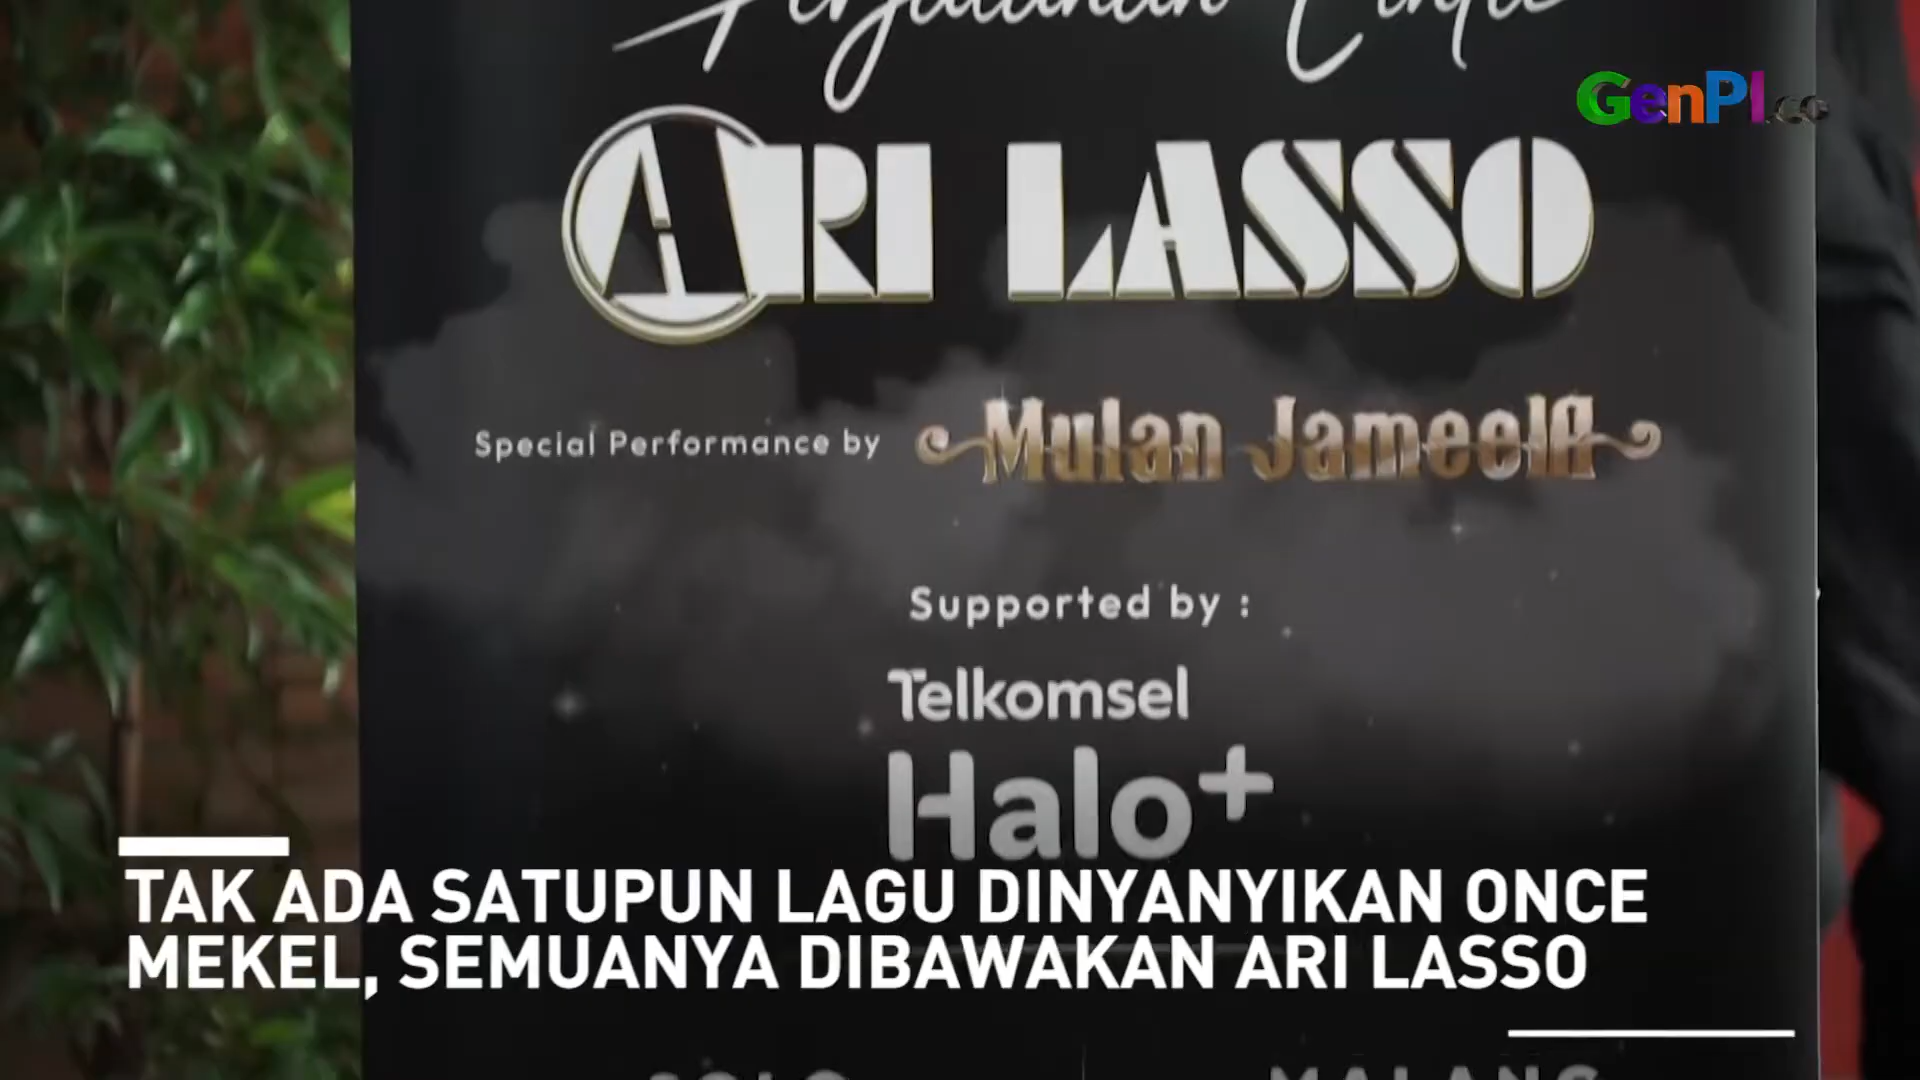 GenPI.co
ARI LASSO
Special Performance by Mulan Jameela
Supported by :
Telkomsel
Halo+
TAK ADA SATUPUN LAGU DINYANYIKAN ONCE
MEKEL, SEMUANYA DIBAWAKAN ARI LASSO